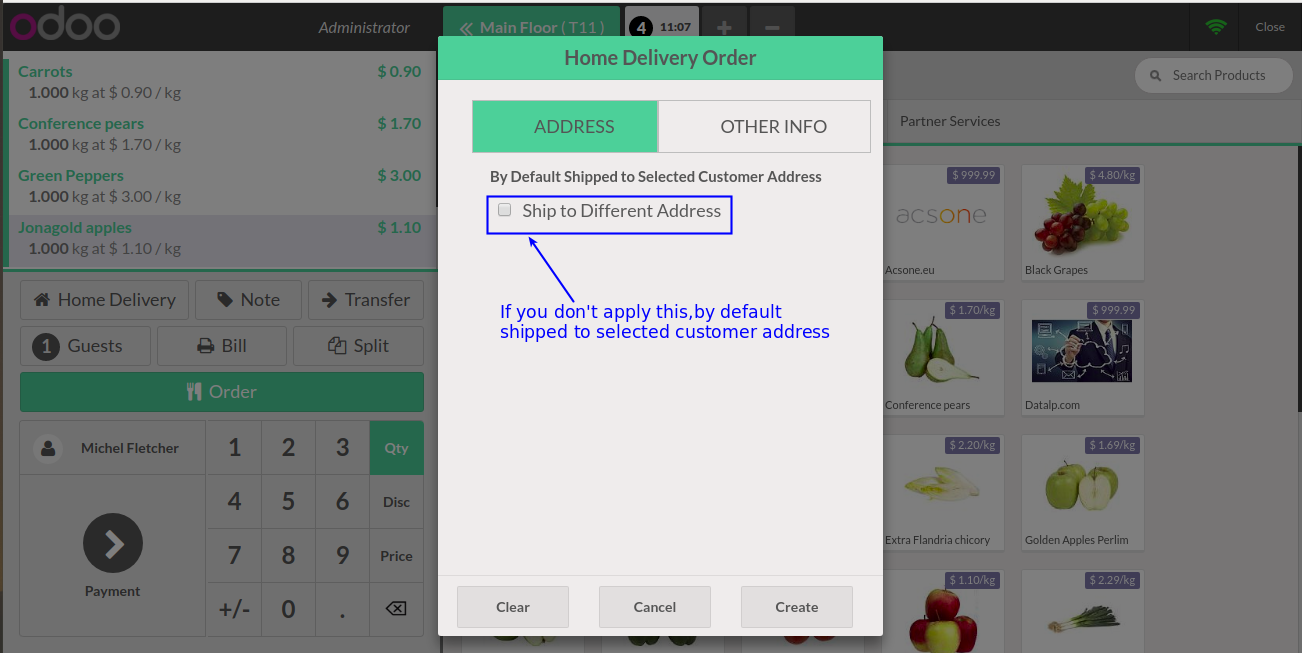 odoo
Administrator
Main Floor ( T11 )
4 11:07
Close
Carrots $ 0.90
1.000 kg at $ 0.90 / kg
Conference pears $ 1.70
1.000 kg at $ 1.70 / kg
Green Peppers $ 3.00
1.000 kg at $ 3.00 / kg
Jonagold apples $ 1.10
1.000 kg at $ 1.10 / kg
Home Delivery Note Transfer
1 Guests Bill Split
Order
Michel Fletcher
Payment
1 2 3 Qty
4 5 6 Disc
7 8 9 Price
+/- 0 .
Home Delivery Order
ADDRESS OTHER INFO
By Default Shipped to Selected Customer Address
Ship to Different Address
If you don't apply this,by default
shipped to selected customer address
Clear Cancel Create
Search Products
Partner Services
$ 999.99
acsone
Acsone.eu
$ 4.80/kg
Black Grapes
$ 1.70/kg
Conference pears
$ 999.99
Datalp.com
$ 2.20/kg
Extra Flandria chicory
$ 1.69/kg
Golden Apples Perlim
$ 1.10/kg
$ 2.29/kg